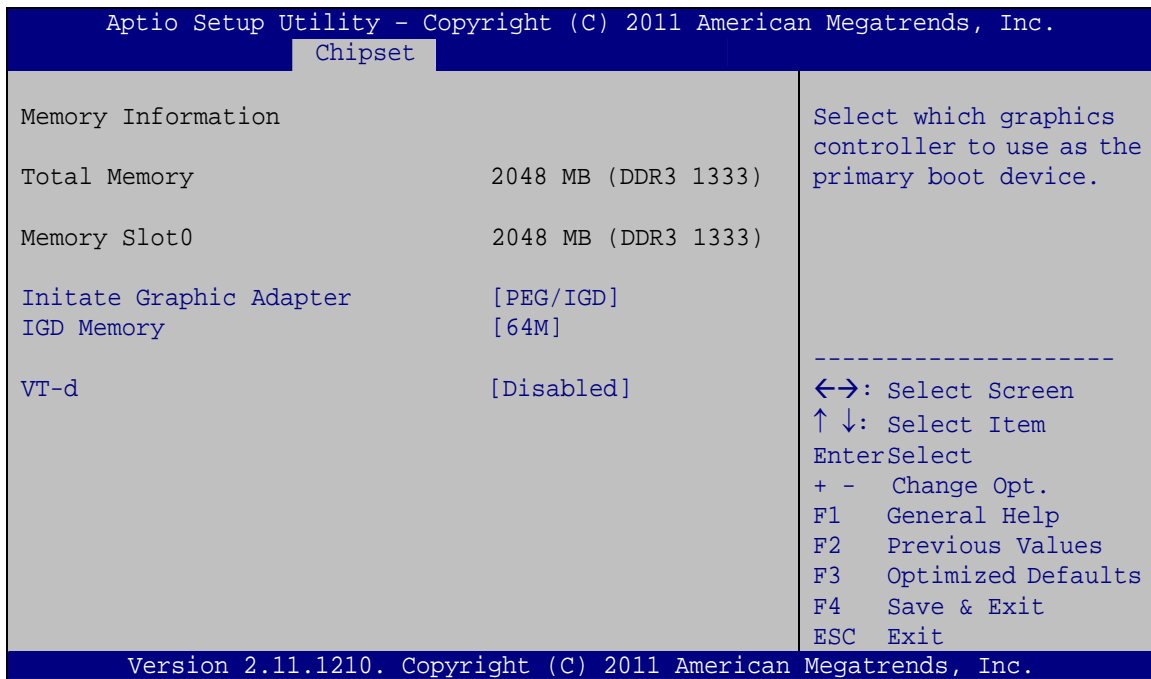 Aptio Setup Utility – Copyright (C) 2011 American Megatrends, Inc.
Chipset
Memory Information
Total Memory 2048 MB (DDR3 1333)
Memory Slot0 2048 MB (DDR3 1333)
Initate Graphic Adapter [PEG/IGD]
IGD Memory [64M]
VT-d [Disabled]
Select which graphics
controller to use as the
primary boot device.
---------------------
←→: Select Screen
↑ ↓: Select Item
EnterSelect
+ - Change Opt.
F1 General Help
F2 Previous Values
F3 Optimized Defaults
F4 Save & Exit
ESC Exit
Version 2.11.1210. Copyright (C) 2011 American Megatrends, Inc.